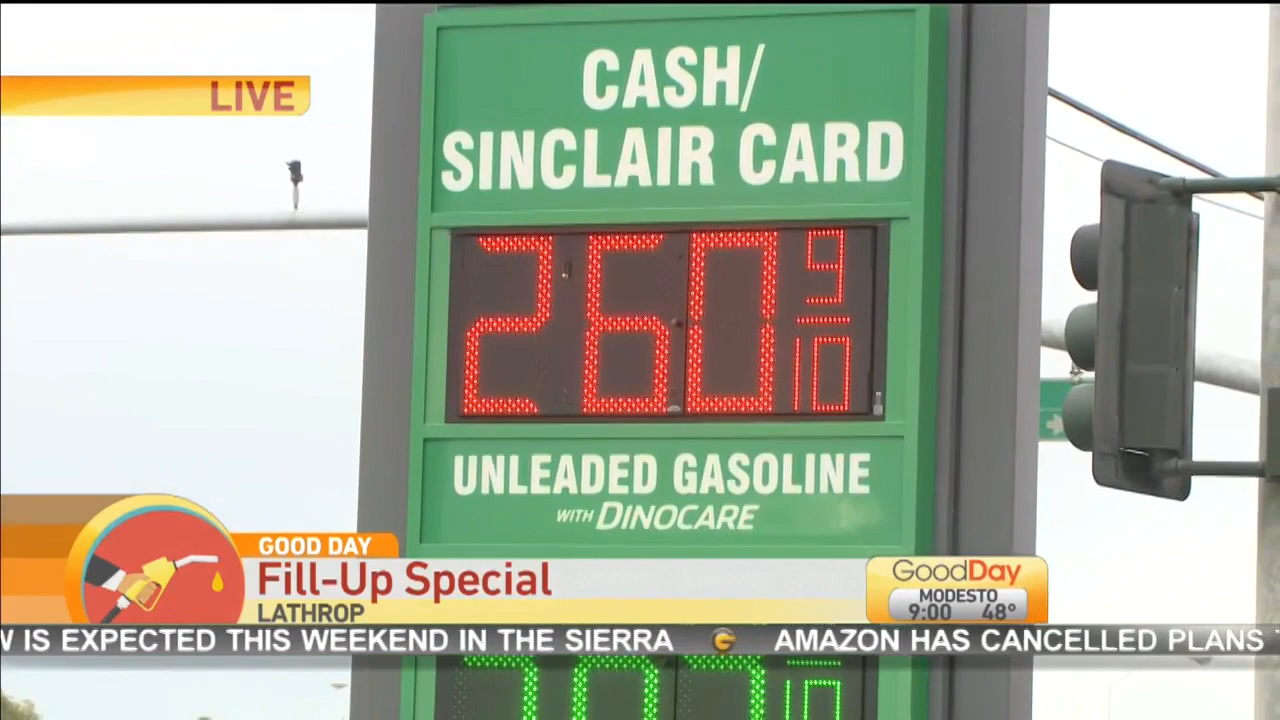 LIVE
CASH/
SINCLAIR CARD
260 9/10
UNLEADED GASOLINE
WITH DINOCARE
GOOD DAY
Fill-Up Special
LATHROP
GoodDay
MODESTO
9:00 48°
IS EXPECTED THIS WEEKEND IN THE SIERRA AMAZON HAS CANCELLED PLANS
10